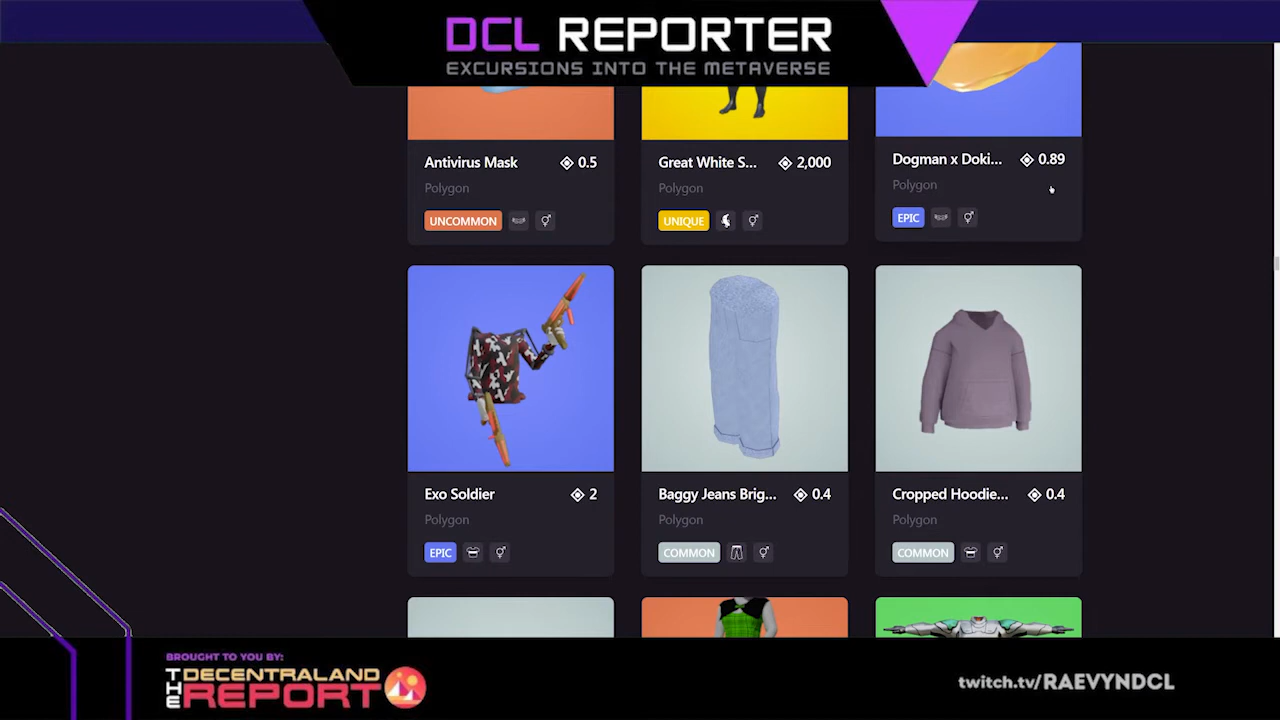 DCL REPORTER
EXCURSIONS INTO THE METAVERSE
Antivirus Mask 0.5
Polygon
UNCOMMON
Great White S... 2,000
Polygon
UNIQUE
Dogman x Doki... 0.89
Polygon
EPIC
Exo Soldier 2
Polygon
EPIC
Baggy Jeans Brig... 0.4
Polygon
COMMON
Cropped Hoodie... 0.4
Polygon
COMMON
BROUGHT TO YOU BY:
THE DECENTRALAND
REPORT
twitch.tv/RAEVYNDCL